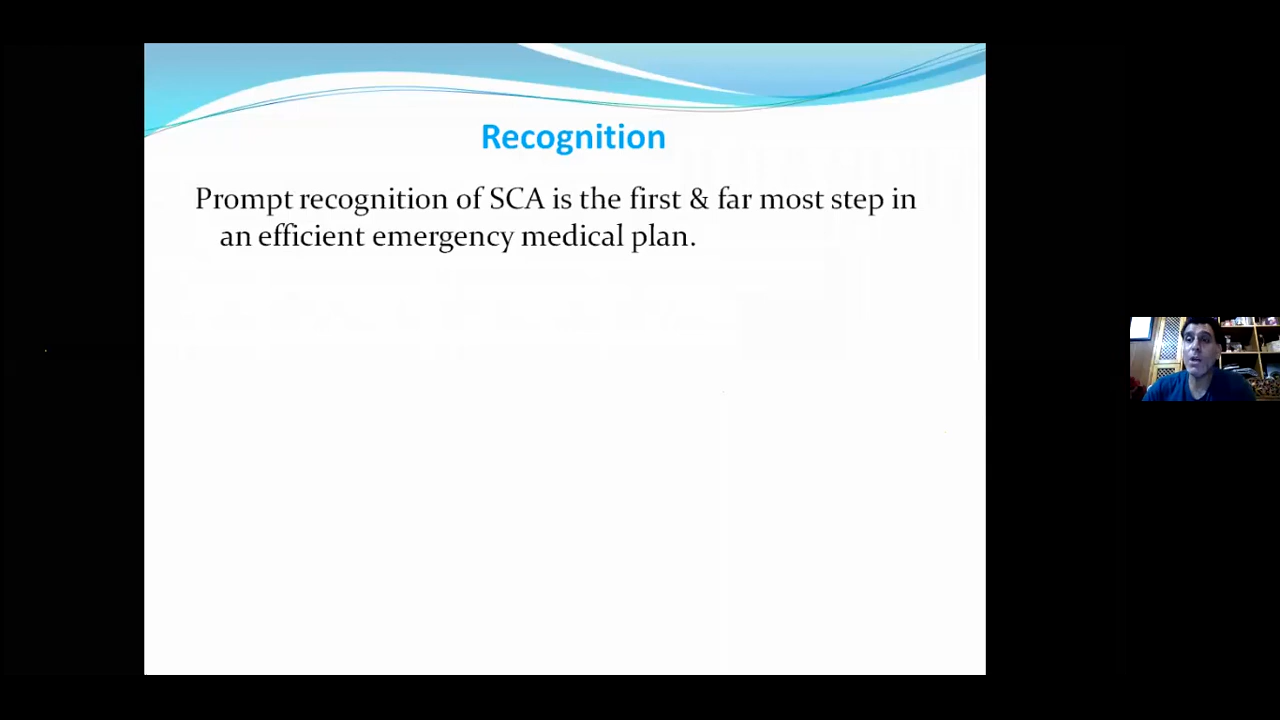 Recognition
Prompt recognition of SCA is the first & far most step in
an efficient emergency medical plan.